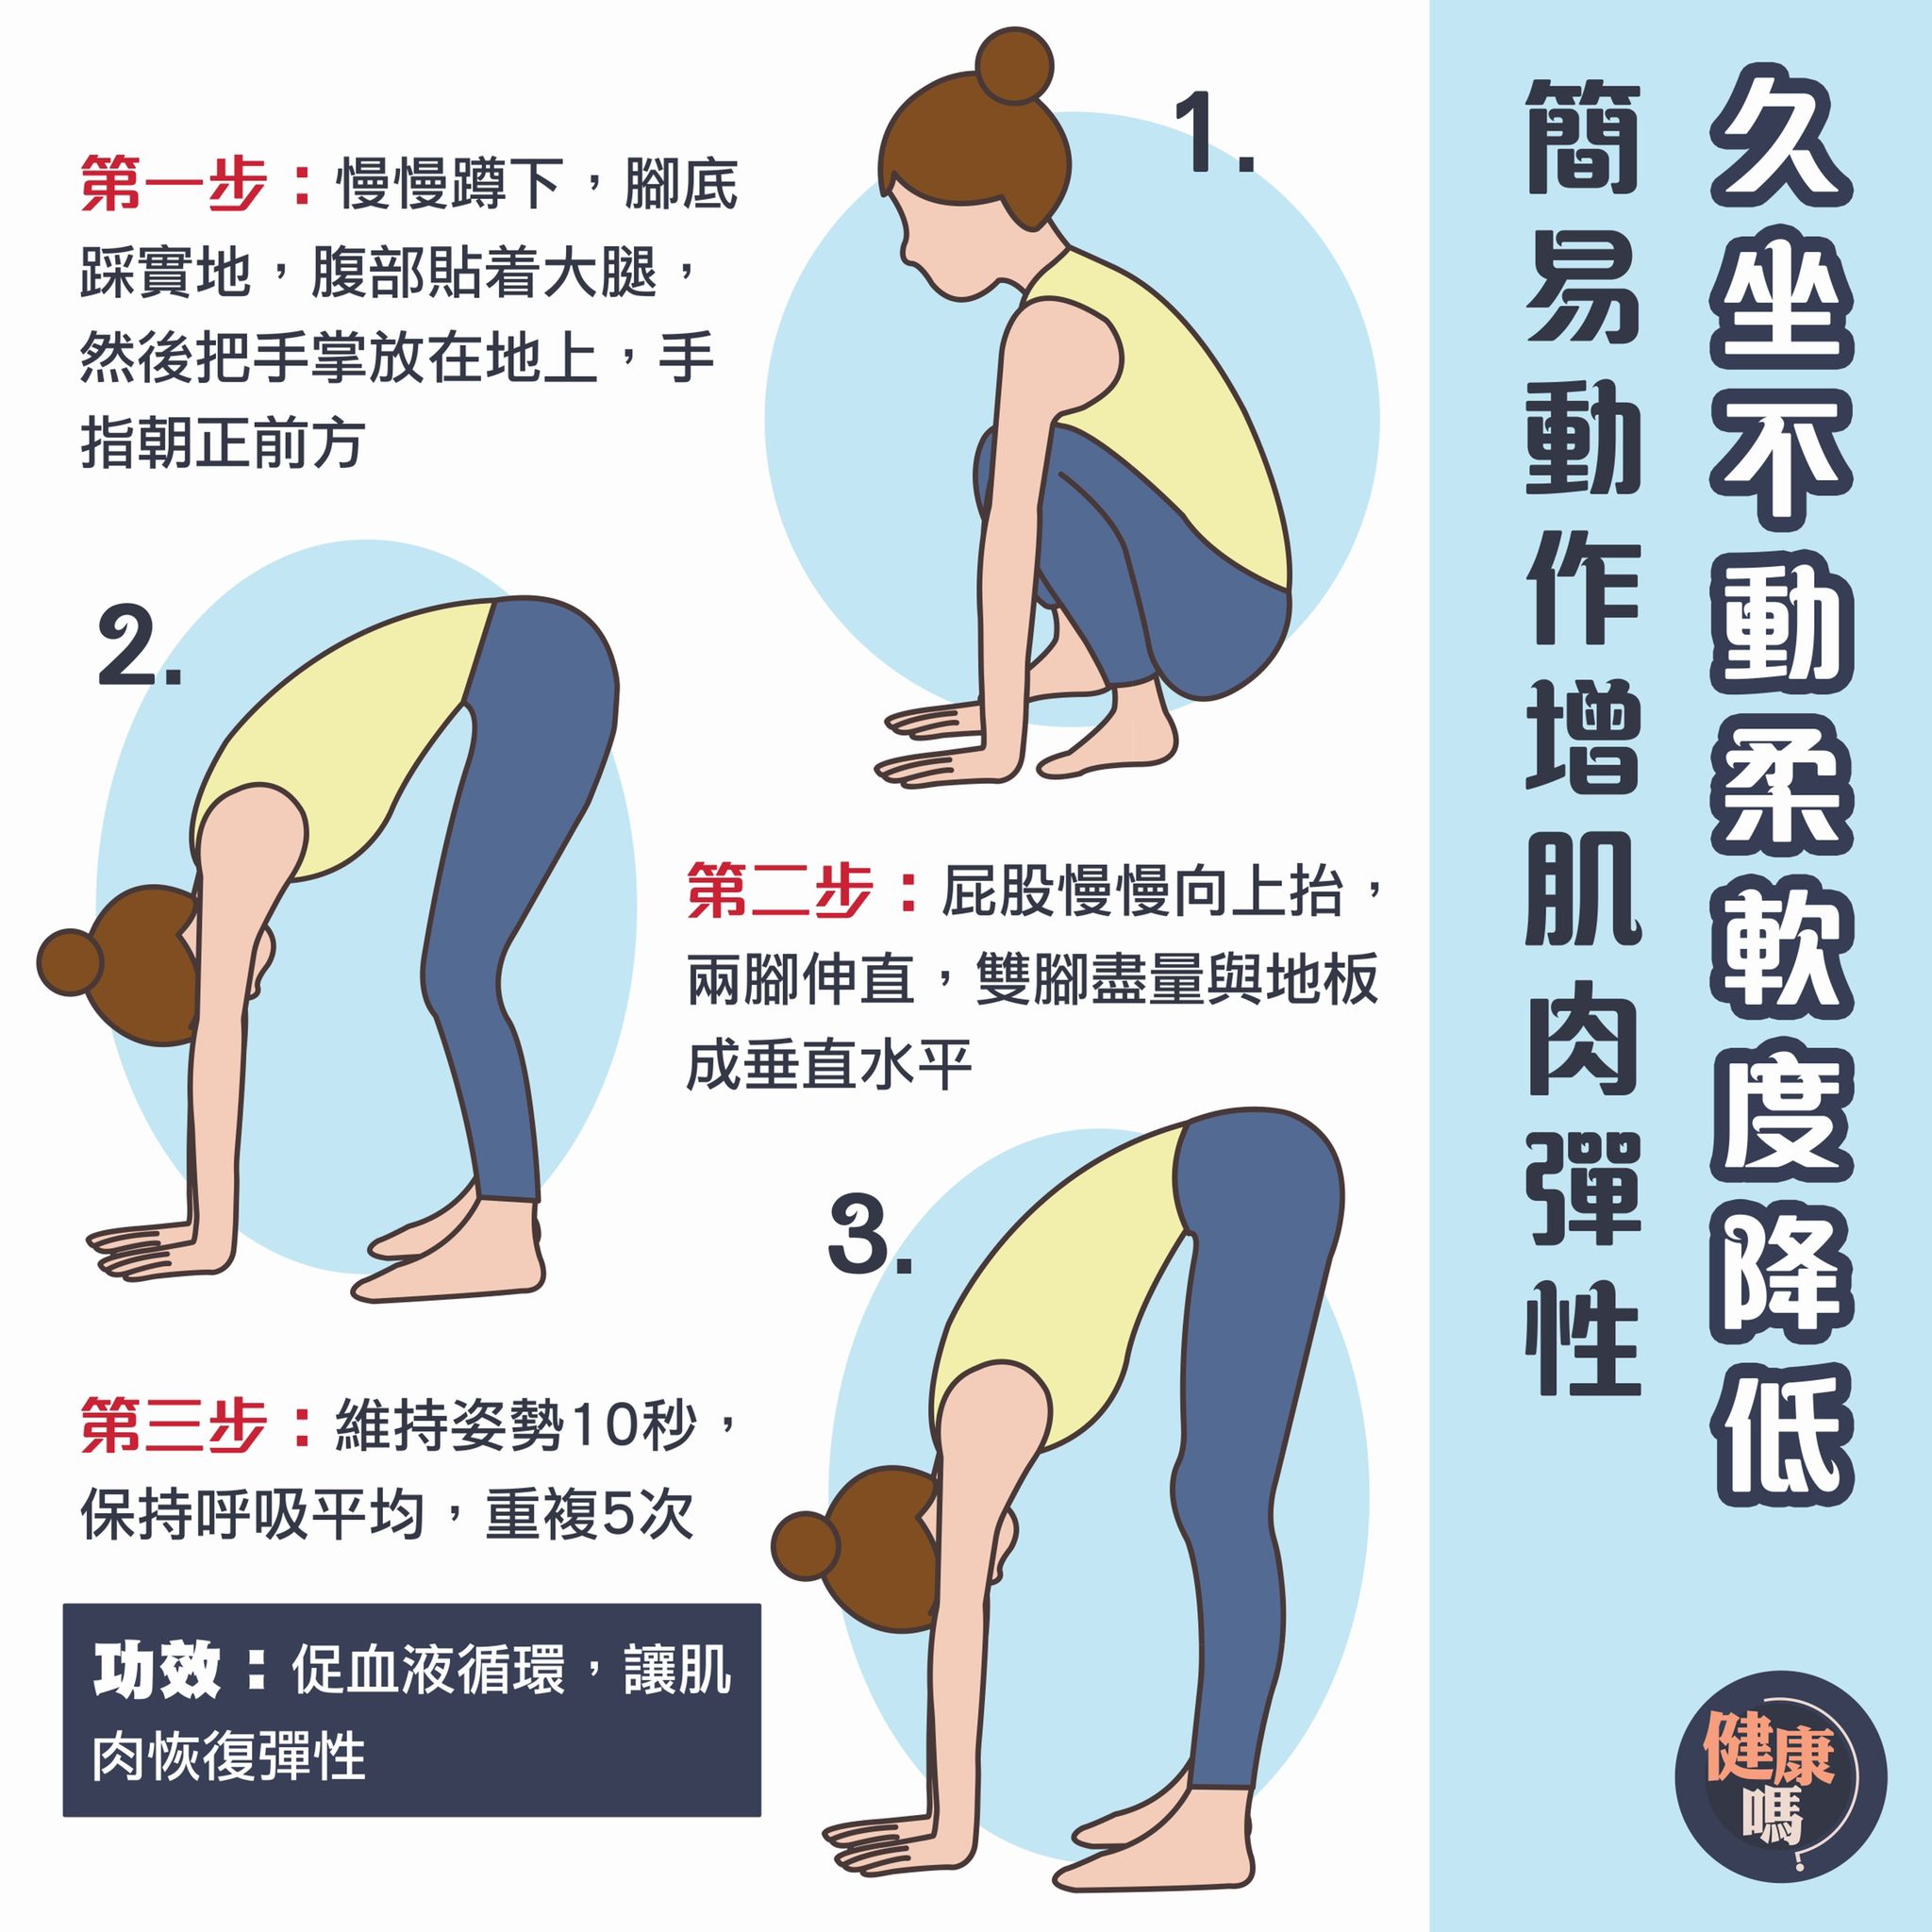 久坐不動柔軟度降低
簡易動作增肌肉彈性
1.
第一步：慢慢蹲下，腳底
踩實地，腹部貼着大腿，
然後把手掌放在地上，手
指朝正前方
2.
第二步：屁股慢慢向上抬，
兩腳伸直，雙腳盡量與地板
成垂直水平
3.
第三步：維持姿勢10秒，
保持呼吸平均，重複5次
功效：促血液循環，讓肌
肉恢復彈性
健康
嗎?